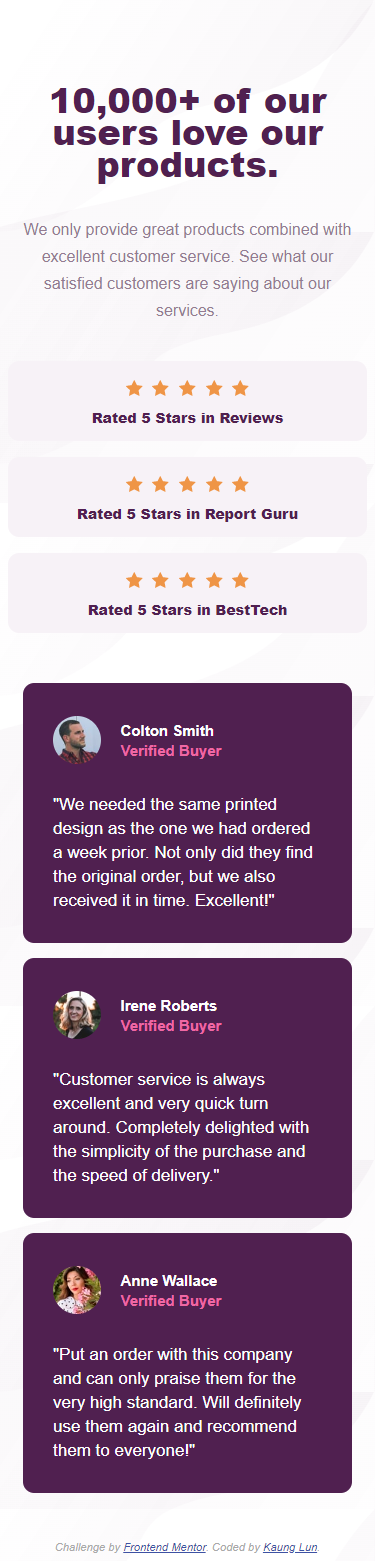 10,000+ of our
users love our
products.
We only provide great products combined with
excellent customer service. See what our
satisfied customers are saying about our
services.
Rated 5 Stars in Reviews
Rated 5 Stars in Report Guru
Rated 5 Stars in BestTech
Colton Smith
Verified Buyer
"We needed the same printed
design as the one we had ordered
a week prior. Not only did they find
the original order, but we also
received it in time. Excellent!"
Irene Roberts
Verified Buyer
"Customer service is always
excellent and very quick turn
around. Completely delighted with
the simplicity of the purchase and
the speed of delivery."
Anne Wallace
Verified Buyer
"Put an order with this company
and can only praise them for the
very high standard. Will definitely
use them again and recommend
them to everyone!"
Challenge by Frontend Mentor. Coded by Kaung Lun.